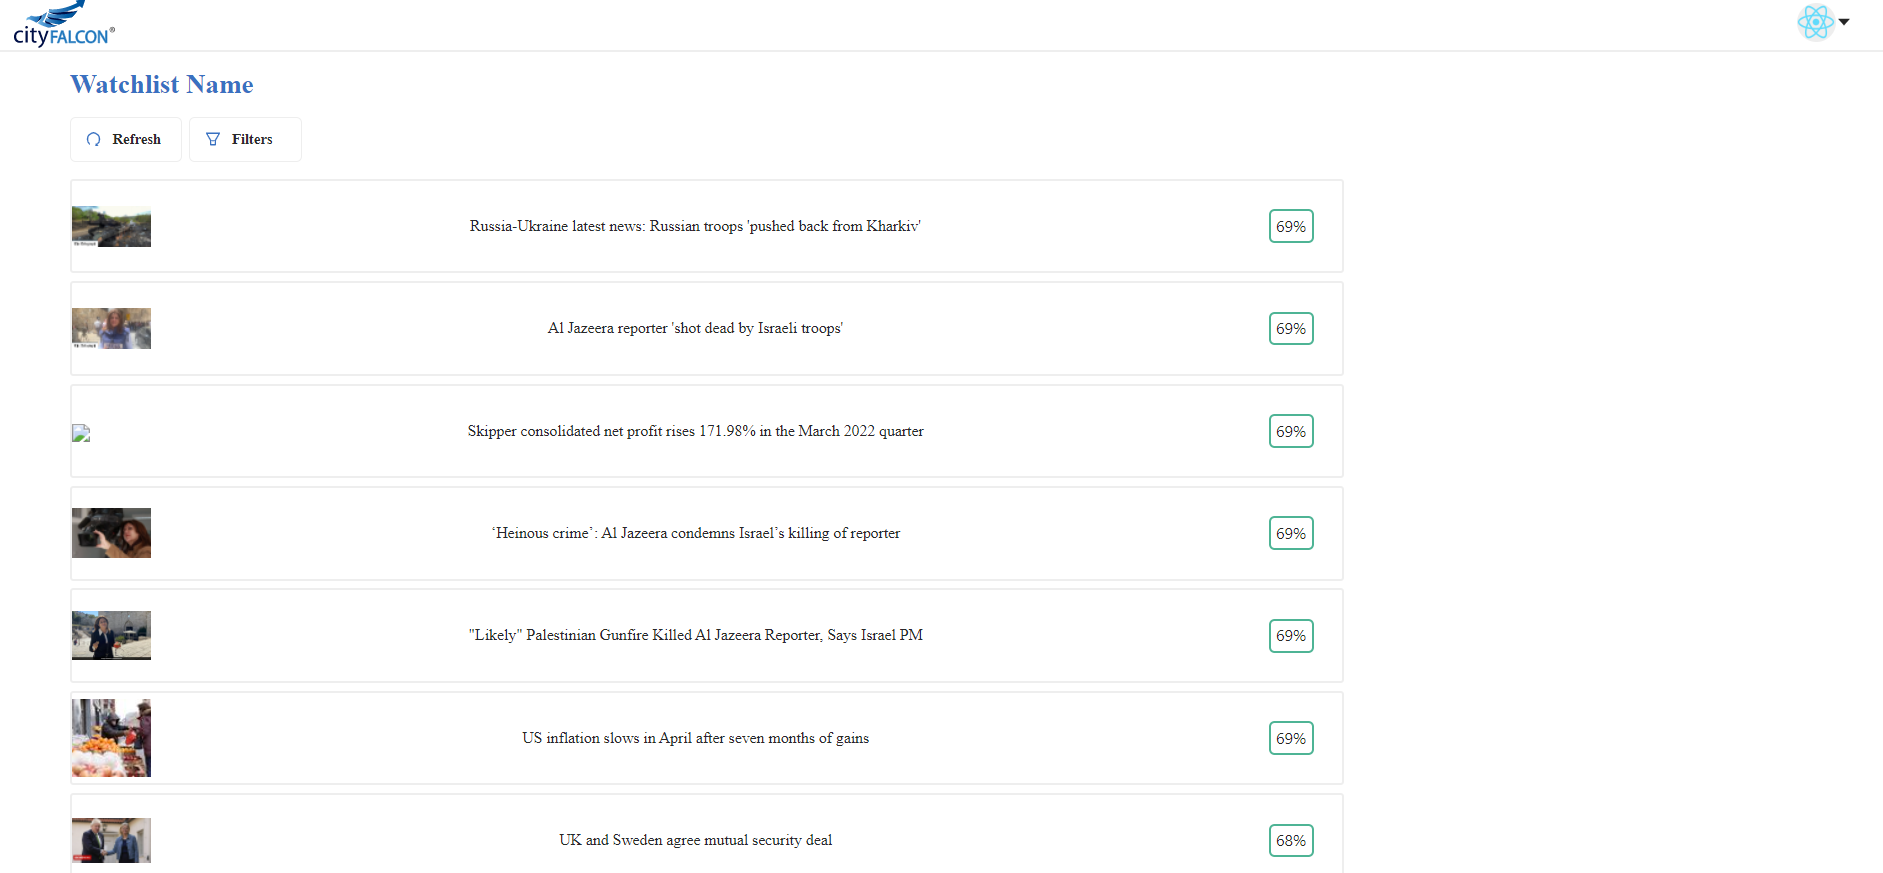 cityFALCON®
Watchlist Name
Refresh Filters
Russia-Ukraine latest news: Russian troops 'pushed back from Kharkiv' 69%
Al Jazeera reporter 'shot dead by Israeli troops' 69%
Skipper consolidated net profit rises 171.98% in the March 2022 quarter 69%
‘Heinous crime’: Al Jazeera condemns Israel’s killing of reporter 69%
"Likely" Palestinian Gunfire Killed Al Jazeera Reporter, Says Israel PM 69%
US inflation slows in April after seven months of gains 69%
UK and Sweden agree mutual security deal 68%